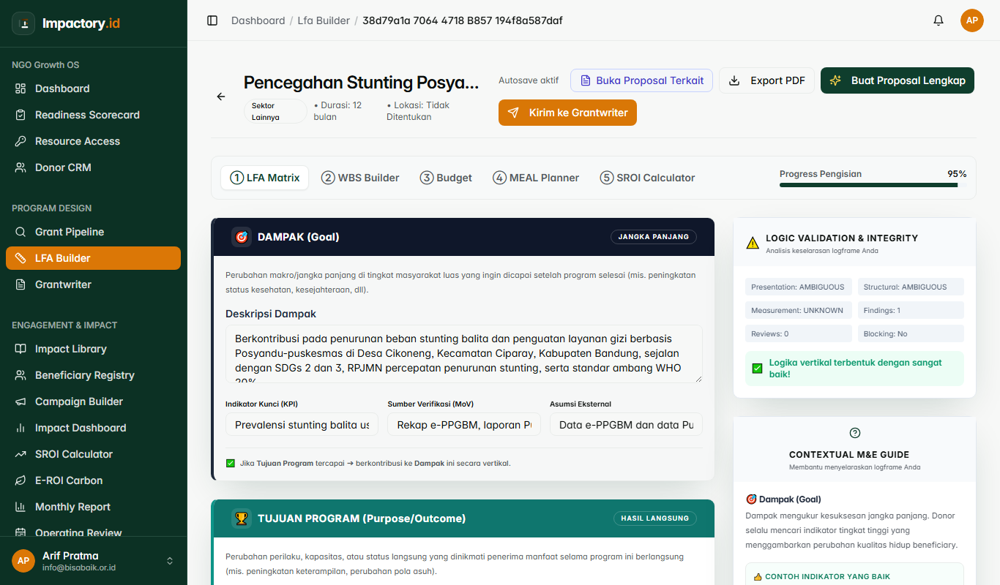 Impactory.id
NGO Growth OS
Dashboard
Readiness Scorecard
Resource Access
Donor CRM
PROGRAM DESIGN
Grant Pipeline
LFA Builder
Grantwriter
ENGAGEMENT & IMPACT
Impact Library
Beneficiary Registry
Campaign Builder
Impact Dashboard
SROI Calculator
E-ROI Carbon
Monthly Report
Operating Review
AP
Arif Pratma
info@bisabaik.or.id
Dashboard / Lfa Builder / 38d79a1a 7064 4718 B857 194f8a587daf
AP
Pencegahan Stunting Posya...
Sektor
Lainnya
• Durasi: 12
bulan
• Lokasi: Tidak
Ditentukan
Autosave aktif
Buka Proposal Terkait
Export PDF
Buat Proposal Lengkap
Kirim ke Grantwriter
1 LFA Matrix
2 WBS Builder
3 Budget
4 MEAL Planner
5 SROI Calculator
Progress Pengisian 95%
DAMPAK (Goal)
JANGKA PANJANG
Perubahan makro/jangka panjang di tingkat masyarakat luas yang ingin dicapai setelah program selesai (mis. peningkatan
status kesehatan, kesejahteraan, dll).
Deskripsi Dampak
Berkontribusi pada penurunan beban stunting balita dan penguatan layanan gizi berbasis
Posyandu-puskesmas di Desa Cikoneng, Kecamatan Ciparay, Kabupaten Bandung, sejalan
dengan SDGs 2 dan 3, RPJMN percepatan penurunan stunting, serta standar ambang WHO
20%
Indikator Kunci (KPI)
Prevalensi stunting balita us
Sumber Verifikasi (MoV)
Rekap e-PPGBM, laporan P
Asumsi Eksternal
Data e-PPGBM dan data Pu
Jika Tujuan Program tercapai → berkontribusi ke Dampak ini secara vertikal.
TUJUAN PROGRAM (Purpose/Outcome)
HASIL LANGSUNG
Perubahan perilaku, kapasitas, atau status langsung yang dinikmati penerima manfaat selama program ini berlangsung
(mis. peningkatan keterampilan, perubahan pola asuh).
LOGIC VALIDATION & INTEGRITY
Analisis keselarasan logframe Anda
Presentation: AMBIGUOUS
Structural: AMBIGUOUS
Measurement: UNKNOWN
Findings: 1
Reviews: 0
Blocking: No
Logika vertikal terbentuk dengan sangat
baik!
CONTEXTUAL M&E GUIDE
Membantu menyelaraskan logframe Anda
Dampak (Goal)
Dampak mengukur kesuksesan jangka panjang. Donor
selalu mencari indikator tingkat tinggi yang
menggambarkan perubahan kualitas hidup beneficiary.
CONTOH INDIKATOR YANG BAIK